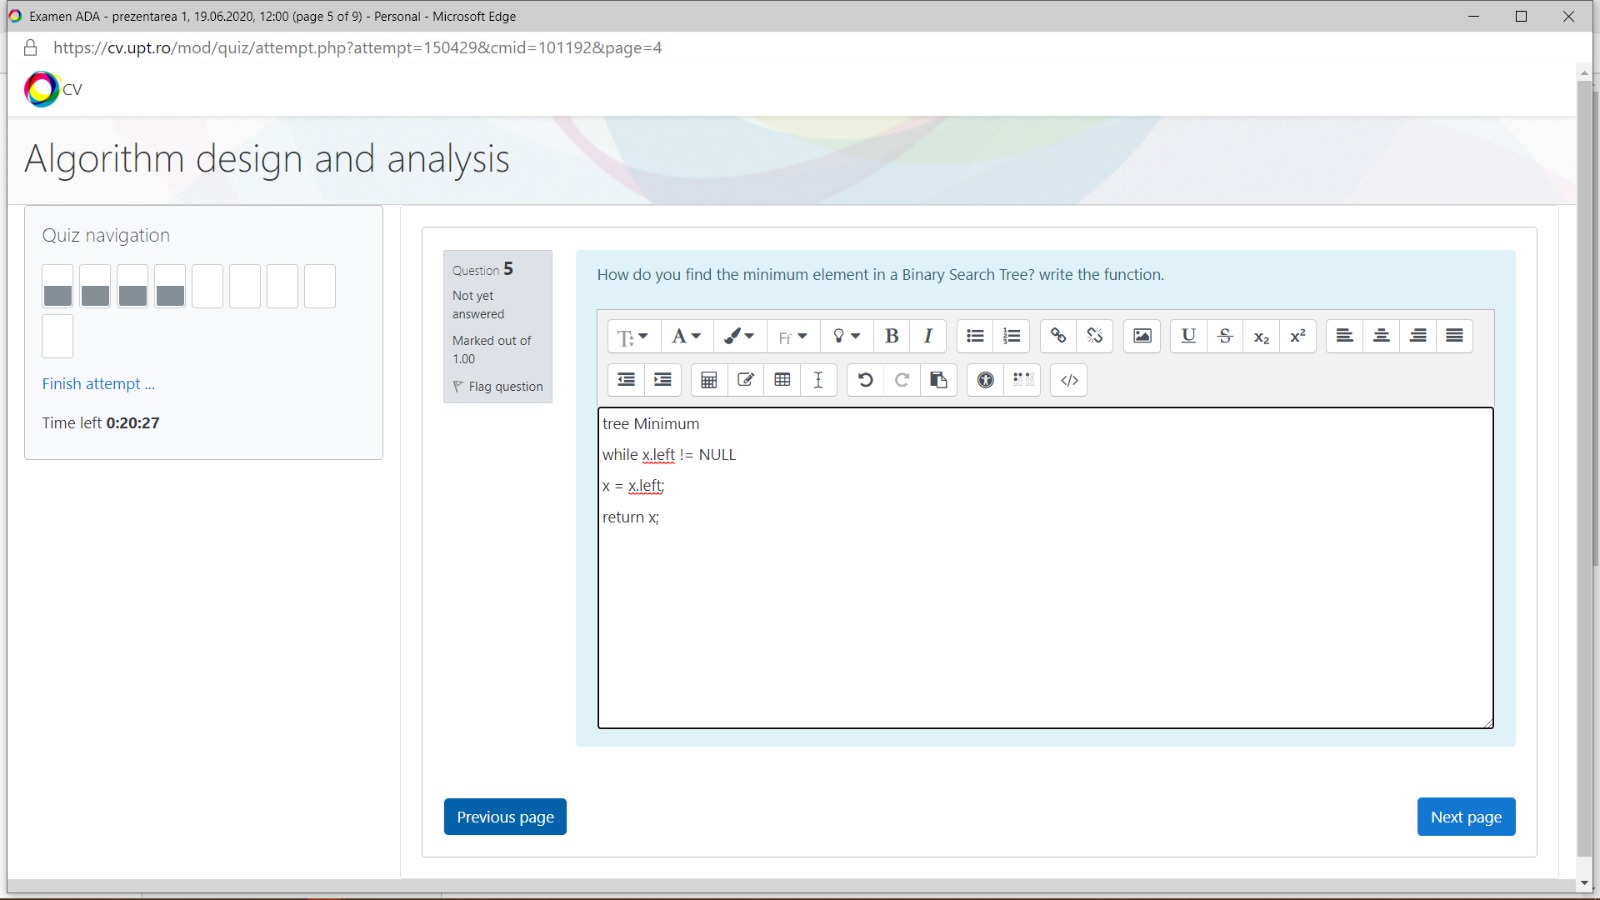 Examen ADA - prezentarea 1, 19.06.2020, 12:00 (page 5 of 9) - Personal - Microsoft Edge
https://cv.upt.ro/mod/quiz/attempt.php?attempt=150429&cmid=101192&page=4
CV
Algorithm design and analysis
Quiz navigation
Finish attempt ...
Time left 0:20:27
Question 5
Not yet
answered
Marked out of
1.00
Flag question
How do you find the minimum element in a Binary Search Tree? write the function.
tree Minimum
while x.left != NULL
x = x.left;
return x;
Previous page
Next page